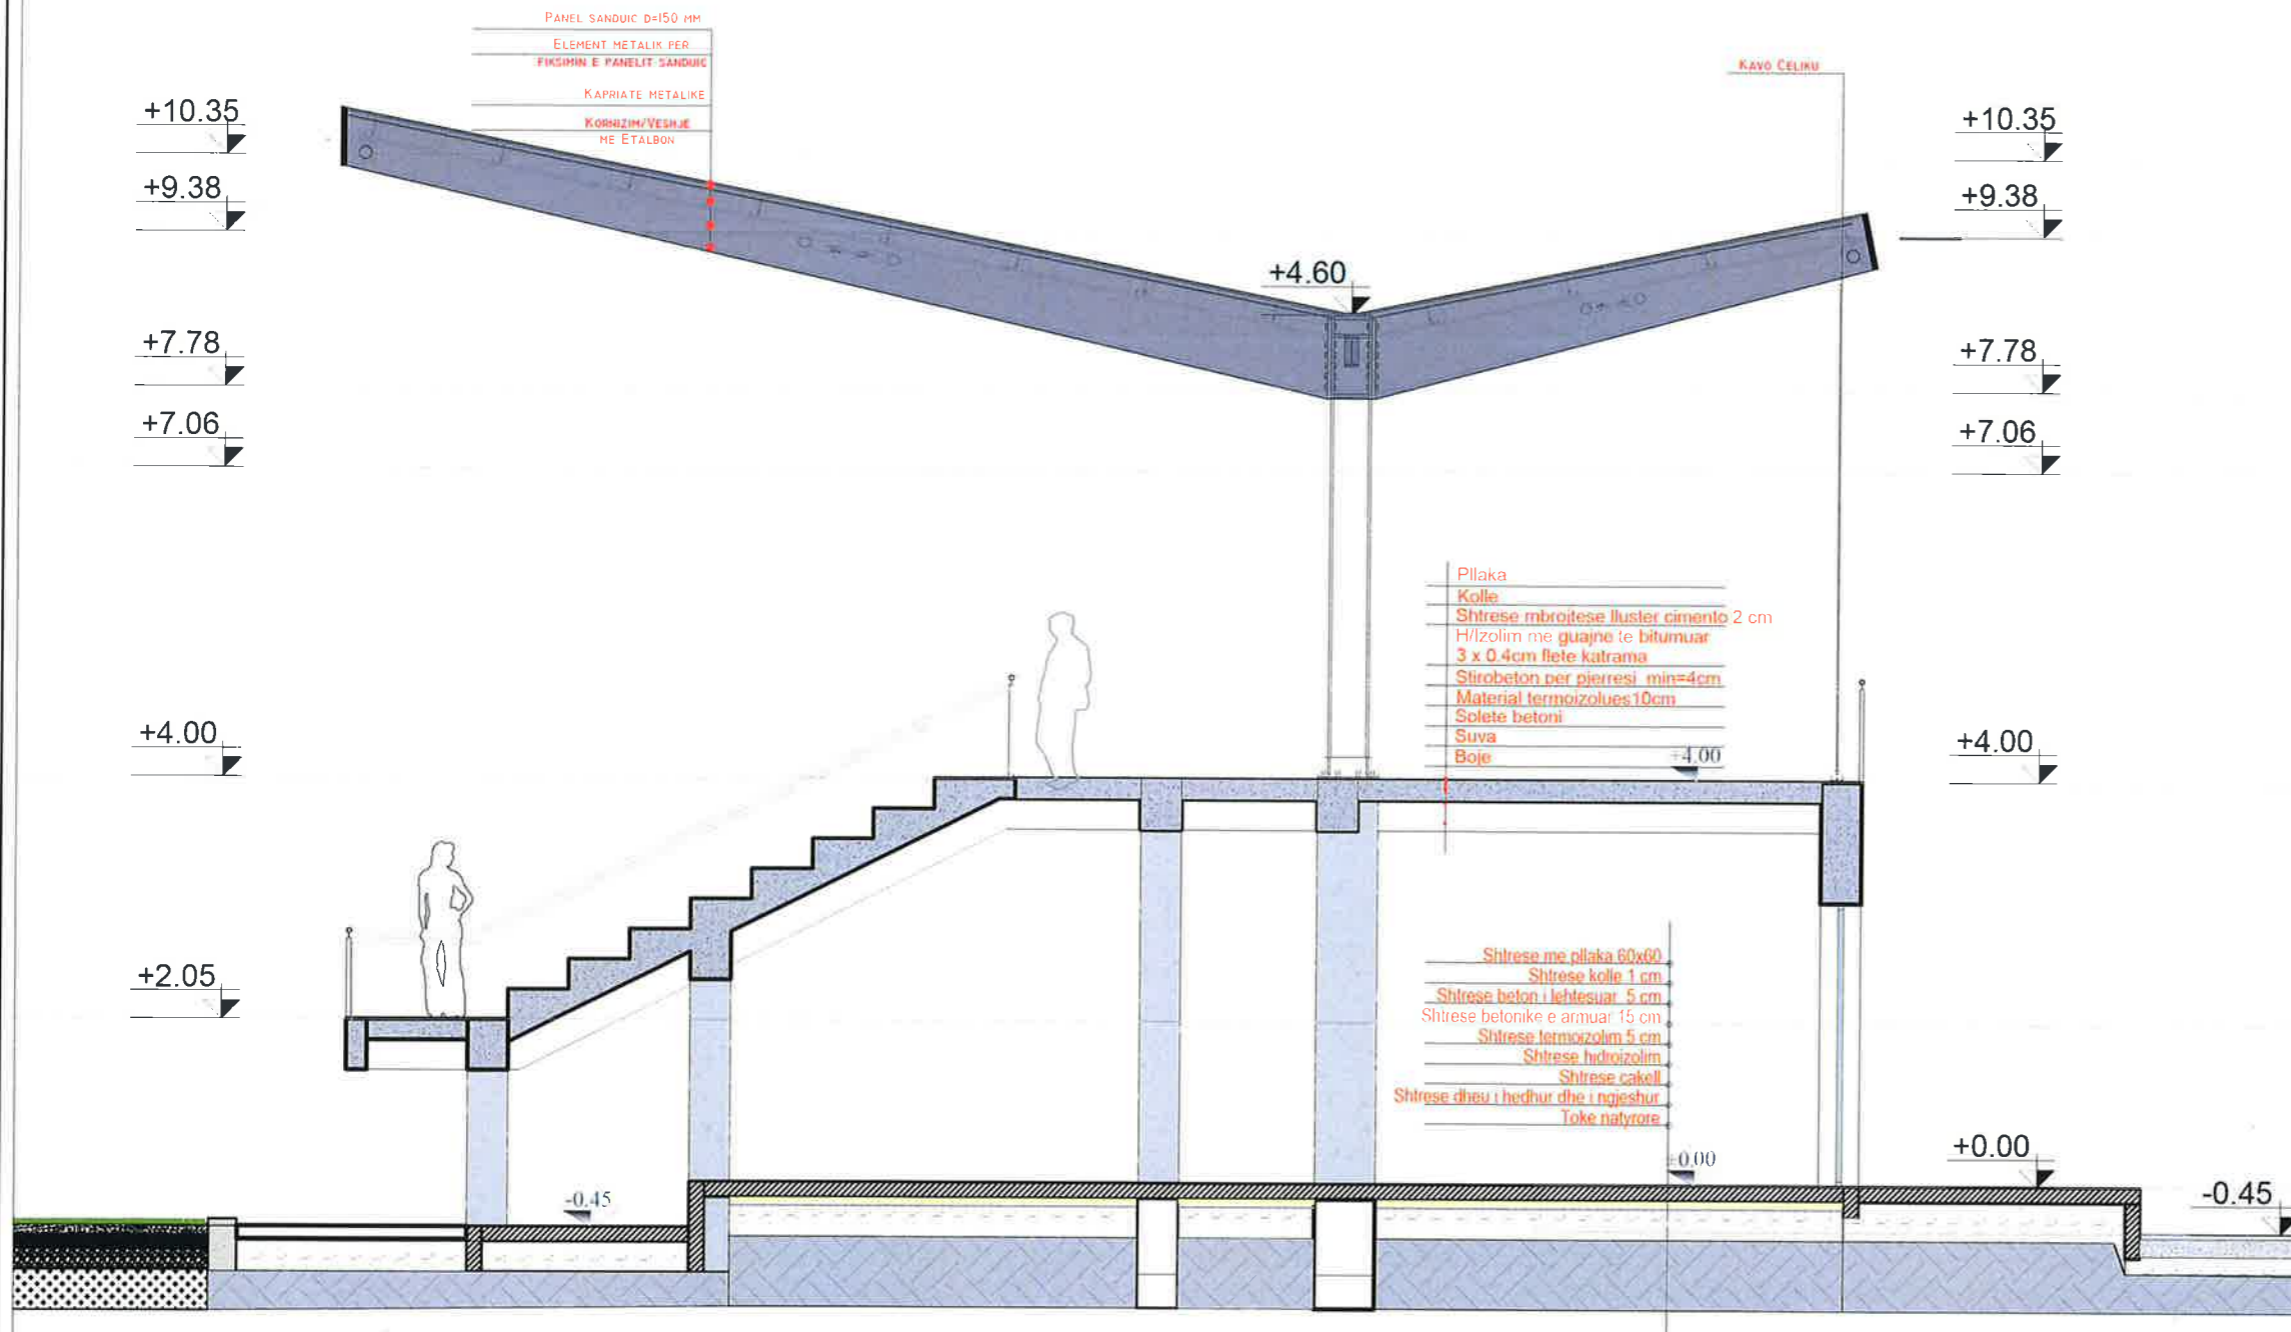 PANEL SANDUIC D=150 MM
ELEMENT METALIK PER
FIKSIMIN E PANELIT SANDUIC
KAPRIATE METALIKE
KORNIZIM/VESHJE
ME ETALBON
KAVO CELIKU
+10.35
+9.38
+7.78
+7.06
+4.00
+2.05
+4.60
+10.35
+9.38
+7.78
+7.06
+4.00
+0.00
-0.45
Pllaka
Kolle
Shtrese mbrojtese lluster cimento 2 cm
H/Izolim me guajne te bitumuar
3 x 0.4cm flete katrama
Stirobeton per pjerresi min=4cm
Material termoizolues10cm
Solete betoni
Suva
Boje
+4.00
Shtrese me pllaka 60x60
Shtrese kolle 1 cm
Shtrese beton i lehtesuar 5 cm
Shtrese betonike e armuar 15 cm
Shtrese termoizolim 5 cm
Shtrese hidroizolim
Shtrese cakell
Shtrese dheu i hedhur dhe i ngjeshur
Toke natyrore
±0.00
-0.45